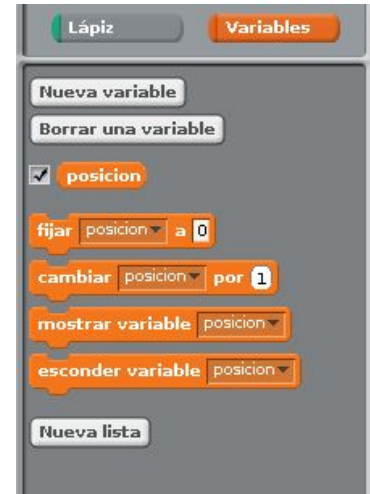 Lápiz Variables
Nueva variable
Borrar una variable
posicion
fijar posicion a 0
cambiar posicion por 1
mostrar variable posicion
esconder variable posicion
Nueva lista